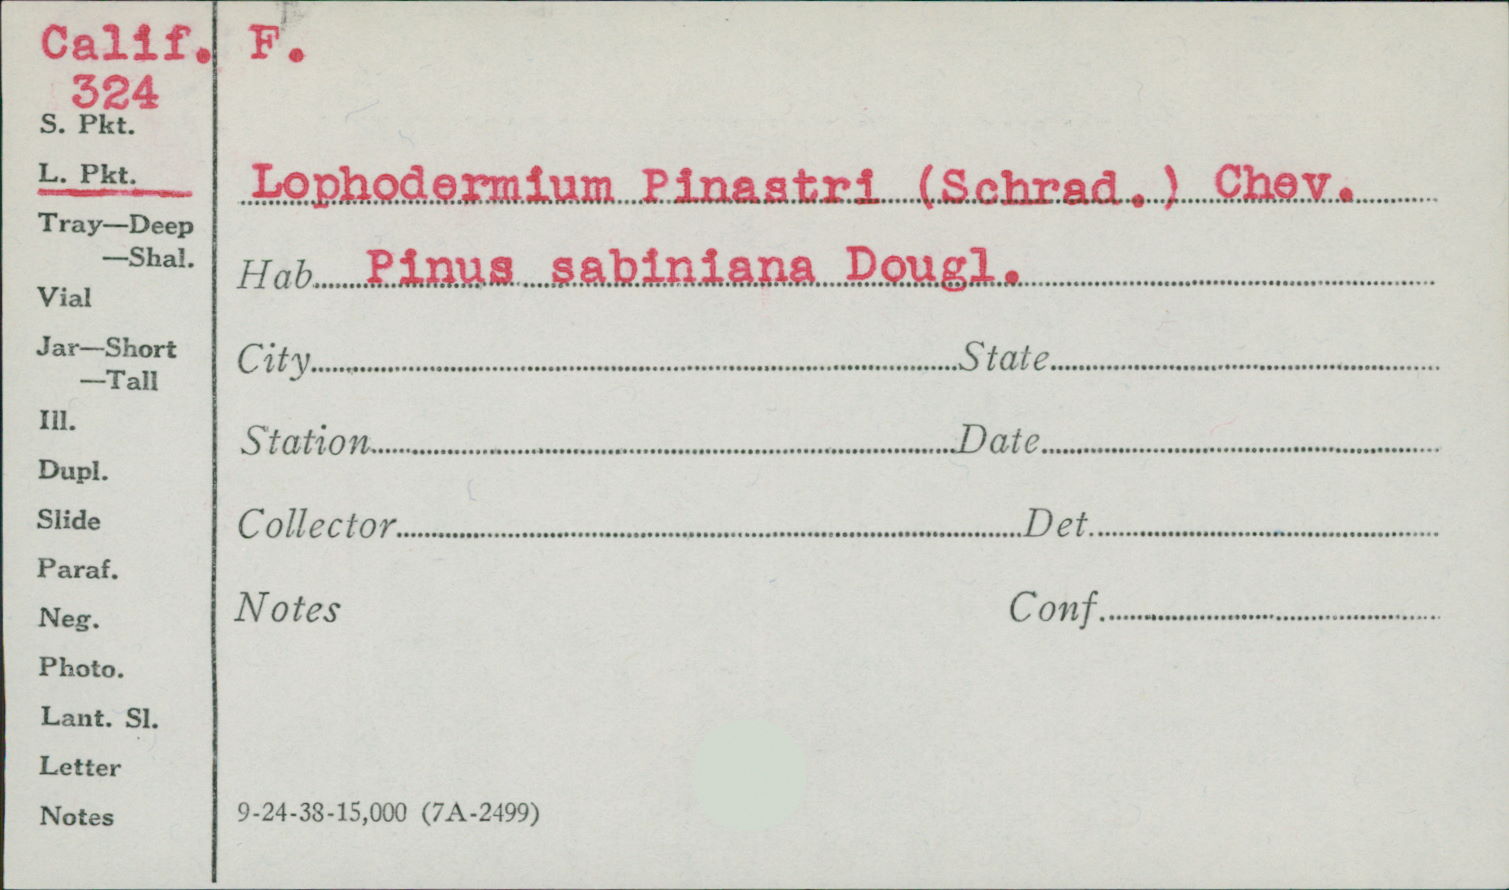 Calif. F.
324
S. Pkt.
L. Pkt.
Tray—Deep
—Shal.
Vial
Jar—Short
—Tall
Ill.
Dupl.
Slide
Paraf.
Neg.
Photo.
Lant. Sl.
Letter
Notes
Lophodermium Pinastri (Schrad.) Chev.
Hab. Pinus sabiniana Dougl.
City State
Station Date
Collector Det.
Notes Conf.
9-24-38-15,000 (7A-2499)